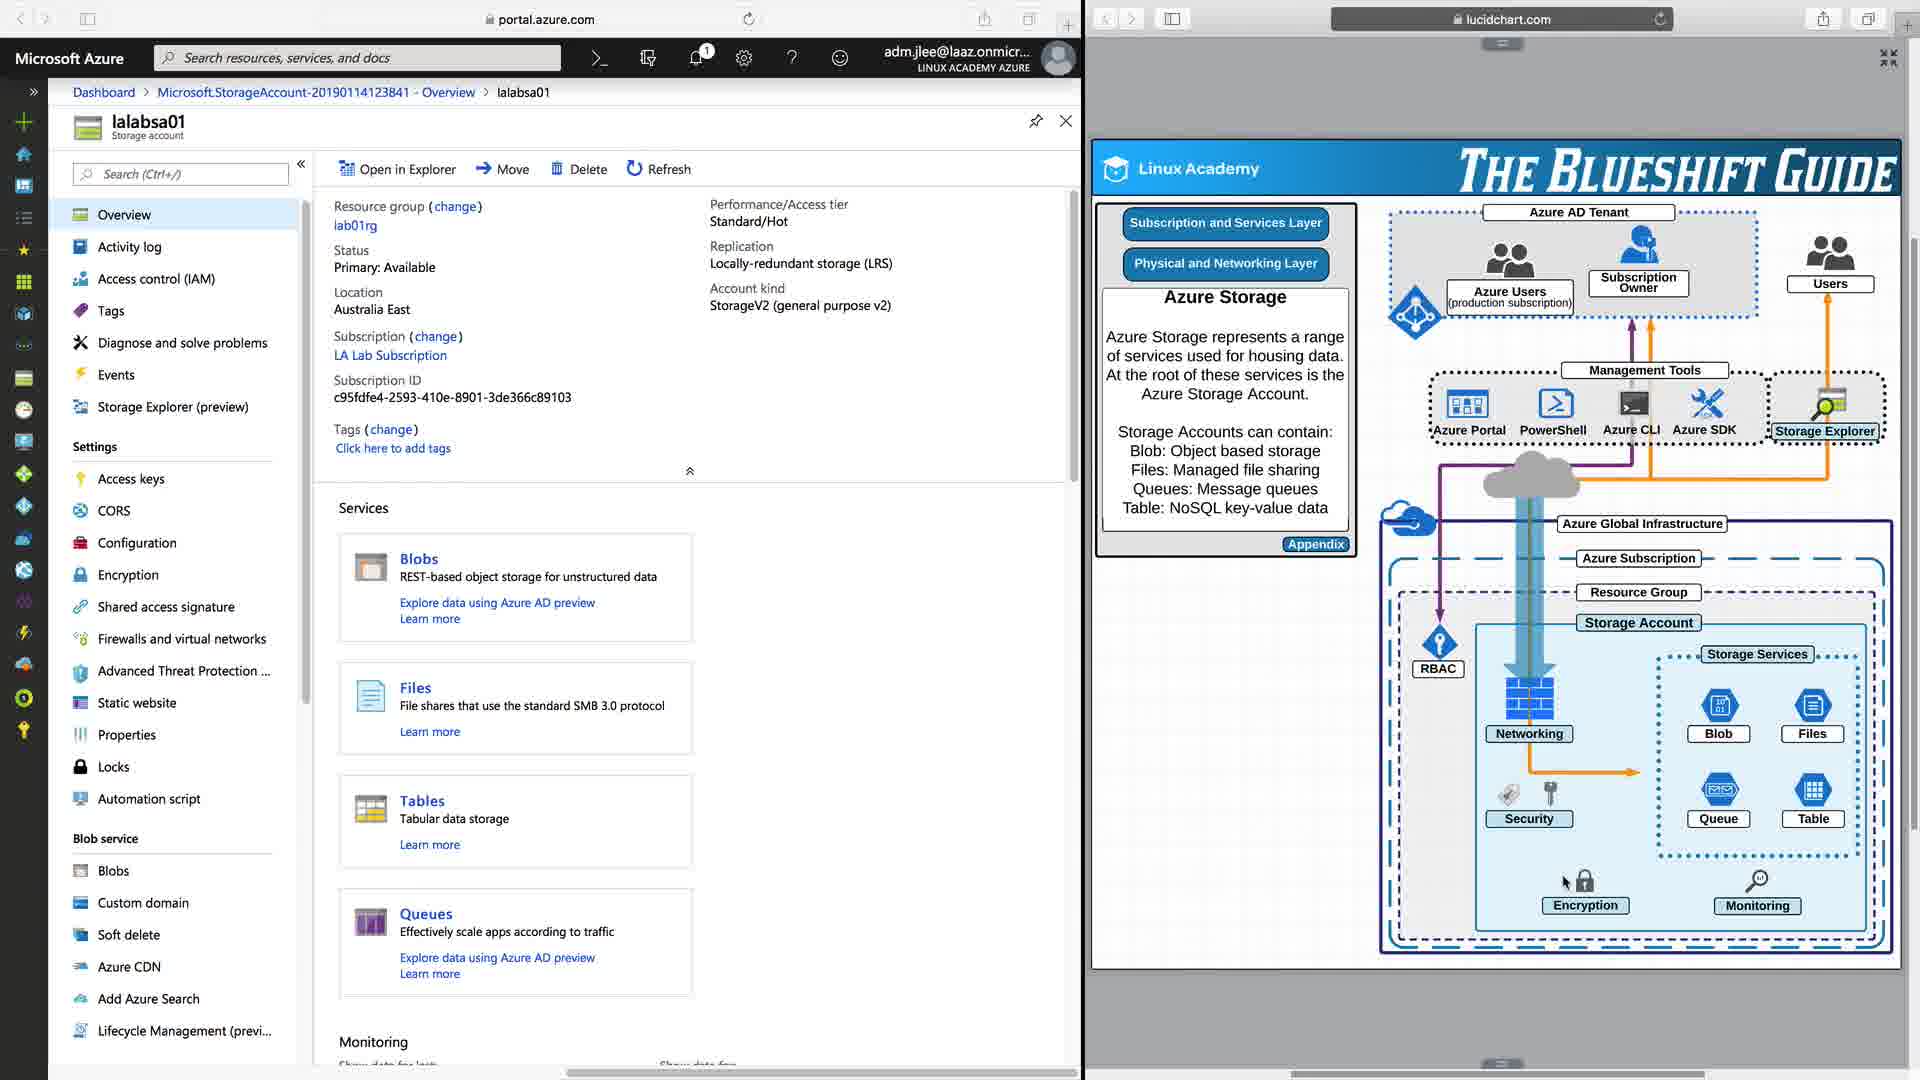 portal.azure.com
Microsoft Azure
Search resources, services, and docs
1
adm.jlee@laaz.onmicr...
LINUX ACADEMY AZURE
Dashboard > Microsoft.StorageAccount-20190114123841 - Overview > lalabsa01
lalabsa01
Storage account
Search (Ctrl+/)
Overview
Activity log
Access control (IAM)
Tags
Diagnose and solve problems
Events
Storage Explorer (preview)
Settings
Access keys
CORS
Configuration
Encryption
Shared access signature
Firewalls and virtual networks
Advanced Threat Protection ...
Static website
Properties
Locks
Automation script
Blob service
Blobs
Custom domain
Soft delete
Azure CDN
Add Azure Search
Lifecycle Management (previ...
Open in Explorer
Move
Delete
Refresh
Resource group (change)
lab01rg
Status
Primary: Available
Location
Australia East
Subscription (change)
LA Lab Subscription
Subscription ID
c95fdfe4-2593-410e-8901-3de366c89103
Tags (change)
Click here to add tags
Performance/Access tier
Standard/Hot
Replication
Locally-redundant storage (LRS)
Account kind
StorageV2 (general purpose v2)
Services
Blobs
REST-based object storage for unstructured data
Explore data using Azure AD preview
Learn more
Files
File shares that use the standard SMB 3.0 protocol
Learn more
Tables
Tabular data storage
Learn more
Queues
Effectively scale apps according to traffic
Explore data using Azure AD preview
Learn more
Monitoring
lucidchart.com
Linux Academy
THE BLUESHIFT GUIDE
Subscription and Services Layer
Physical and Networking Layer
Azure Storage
Azure Storage represents a range
of services used for housing data.
At the root of these services is the
Azure Storage Account.
Storage Accounts can contain:
Blob: Object based storage
Files: Managed file sharing
Queues: Message queues
Table: NoSQL key-value data
Appendix
Azure AD Tenant
Azure Users
(production subscription)
Subscription
Owner
Users
Management Tools
Azure Portal
PowerShell
Azure CLI
Azure SDK
Storage Explorer
Azure Global Infrastructure
Azure Subscription
Resource Group
Storage Account
RBAC
Storage Services
Networking
Blob
Files
Security
Queue
Table
Encryption
Monitoring